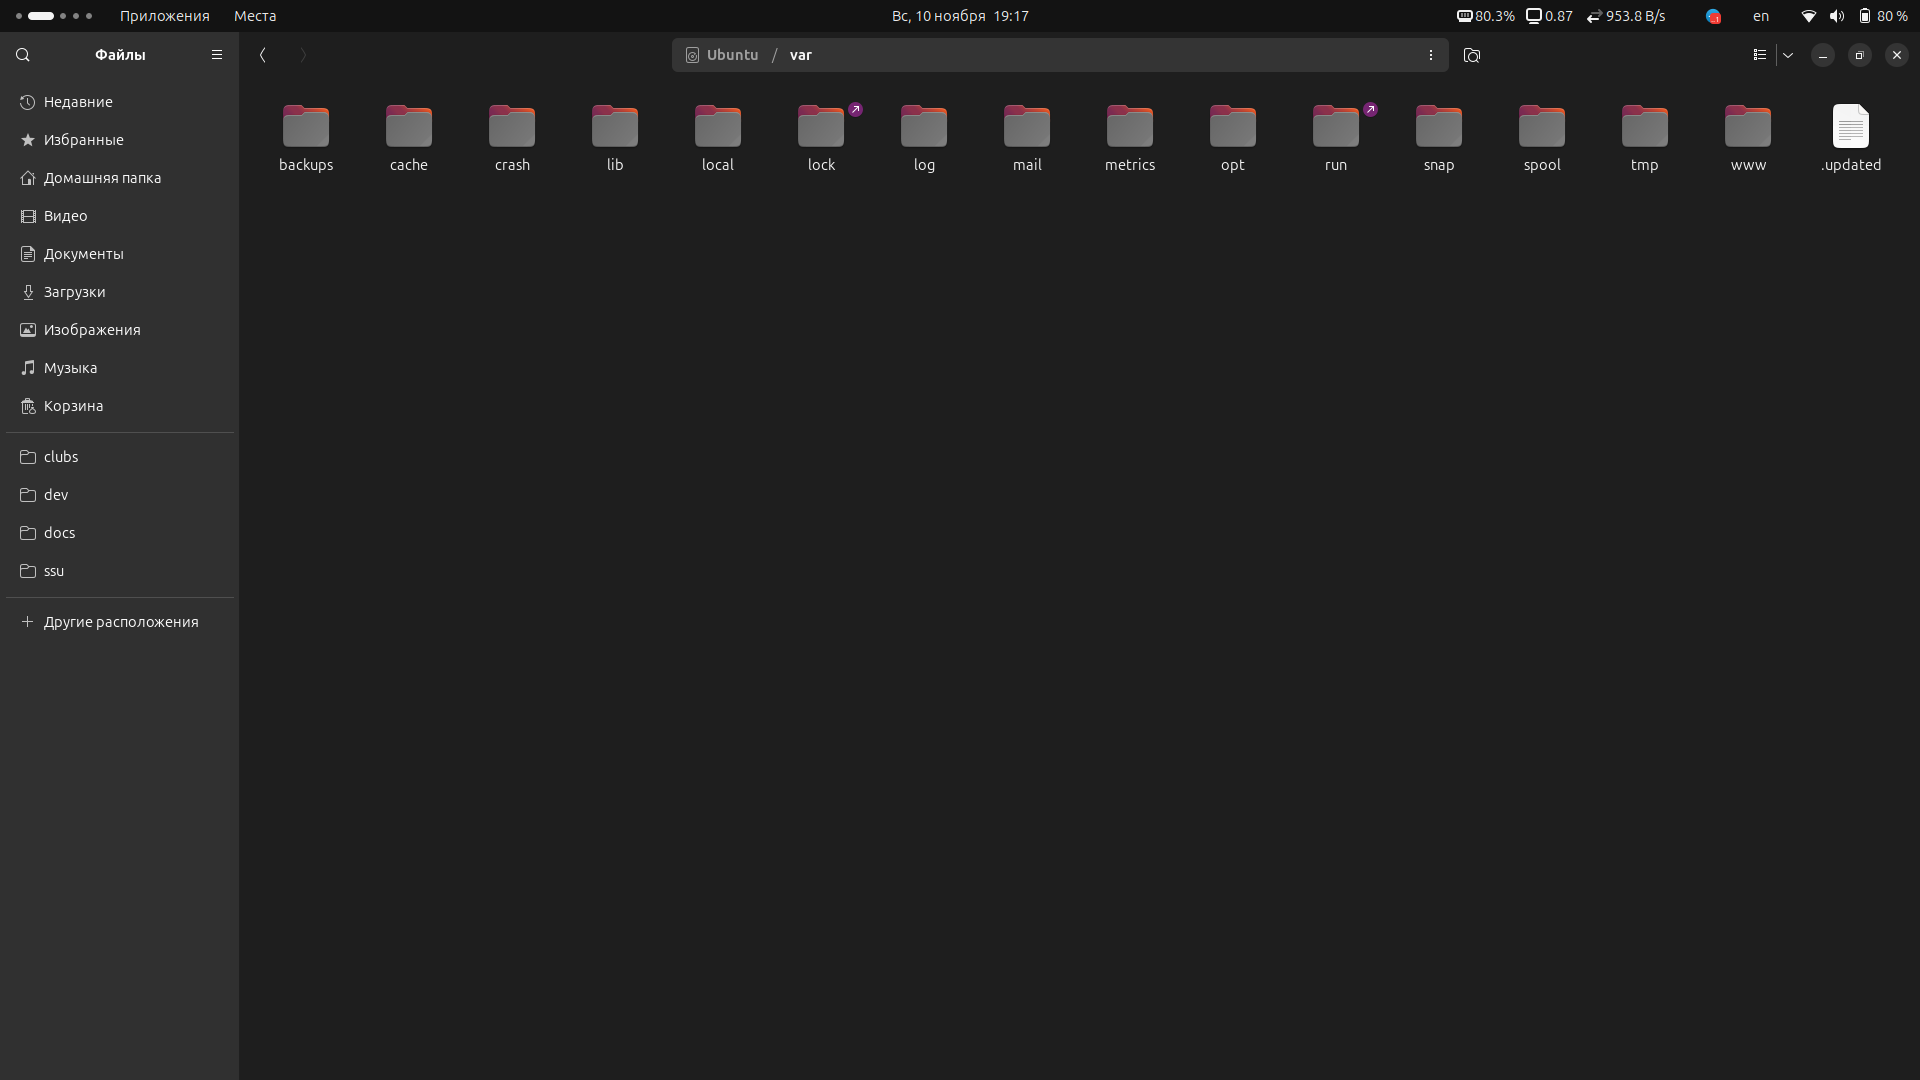 Приложения Места Вс, 10 ноября 19:17 80.3% 0.87 953.8 B/s en 80 %
Файлы Ubuntu / var
Недавние
Избранные
Домашняя папка
Видео
Документы
Загрузки
Изображения
Музыка
Корзина
clubs
dev
docs
ssu
Другие расположения
backups cache crash lib local lock log mail metrics opt run snap spool tmp www .updated